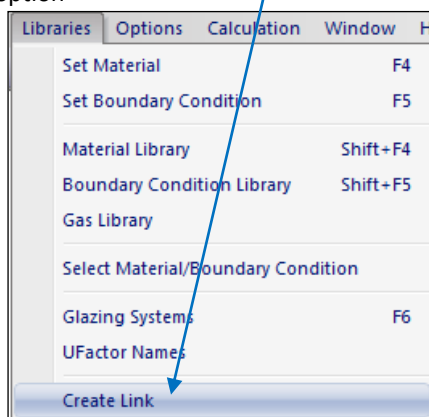 Libraries Options Calculation Window H
Set Material F4
Set Boundary Condition F5
Material Library Shift+F4
Boundary Condition Library Shift+F5
Gas Library
Select Material/Boundary Condition
Glazing Systems F6
UFactor Names
Create Link